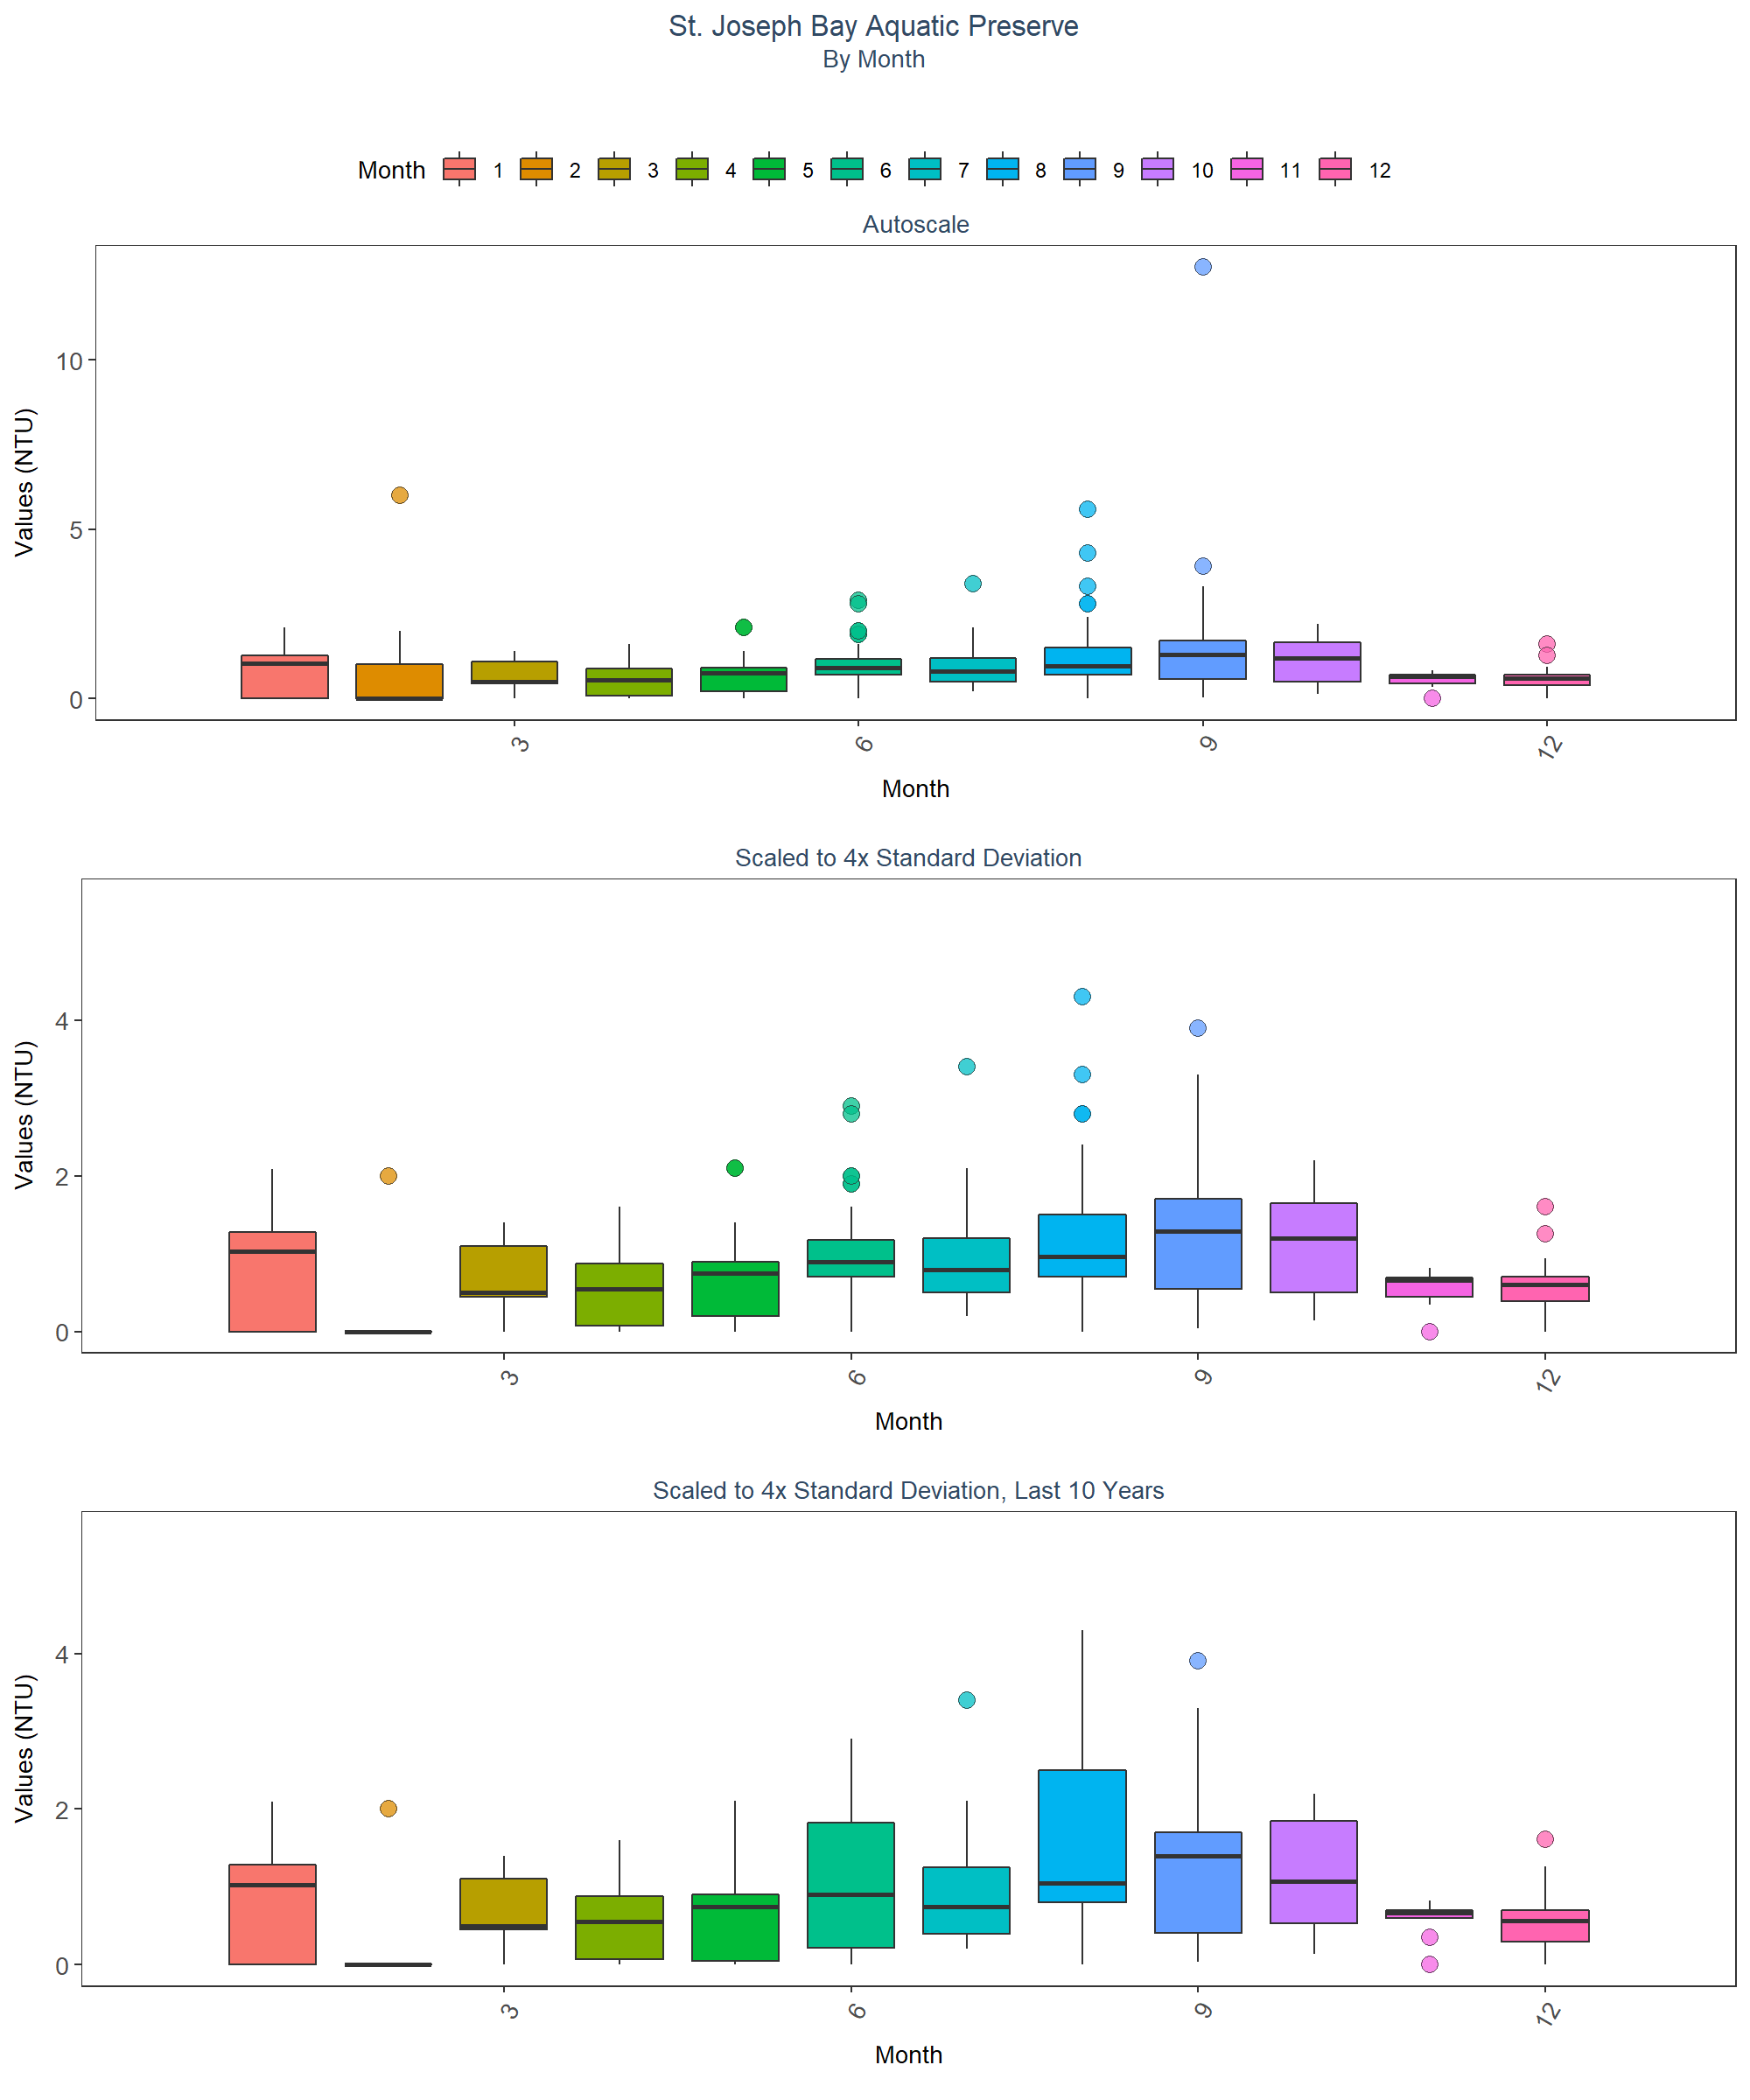 St. Joseph Bay Aquatic Preserve
By Month
Month 1 2 3 4 5 6 7 8 9 10 11 12
Autoscale
Values (NTU)
10
5
0
3 6 9 12
Month
Scaled to 4x Standard Deviation
Values (NTU)
4
2
0
3 6 9 12
Month
Scaled to 4x Standard Deviation, Last 10 Years
Values (NTU)
4
2
0
3 6 9 12
Month